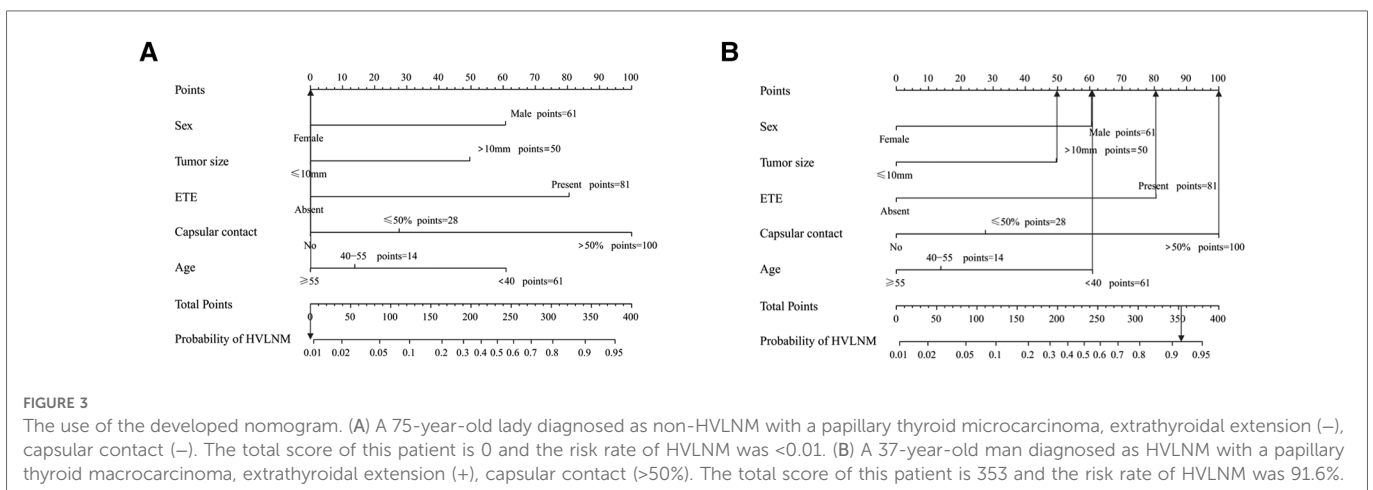 A
0 10 20 30 40 50 60 70 80 90 100
Points
Male points=61
Sex
Female
>10mm points=50
Tumor size
≤10mm
Present points=81
ETE
Absent
≤50% points=28
Capsular contact
No >50% points=100
40−55 points=14
Age
≥55 <40 points=61
Total Points
0 50 100 150 200 250 300 350 400
Probability of HVLNM
0.01 0.02 0.05 0.1 0.2 0.3 0.4 0.5 0.6 0.7 0.8 0.9 0.95
B
0 10 20 30 40 50 60 70 80 90 100
Points
Sex
Male points=61
Female
>10mm points=50
Tumor size
≤10mm
Present points=81
ETE
Absent
≤50% points=28
Capsular contact
No >50% points=100
40−55 points=14
Age
≥55 <40 points=61
Total Points
0 50 100 150 200 250 300 350 400
Probability of HVLNM
0.01 0.02 0.05 0.1 0.2 0.3 0.4 0.5 0.6 0.7 0.8 0.9 0.95
FIGURE 3
The use of the developed nomogram. (A) A 75-year-old lady diagnosed as non-HVLNM with a papillary thyroid microcarcinoma, extrathyroidal extension (−),
capsular contact (−). The total score of this patient is 0 and the risk rate of HVLNM was <0.01. (B) A 37-year-old man diagnosed as HVLNM with a papillary
thyroid macrocarcinoma, extrathyroidal extension (+), capsular contact (>50%). The total score of this patient is 353 and the risk rate of HVLNM was 91.6%.